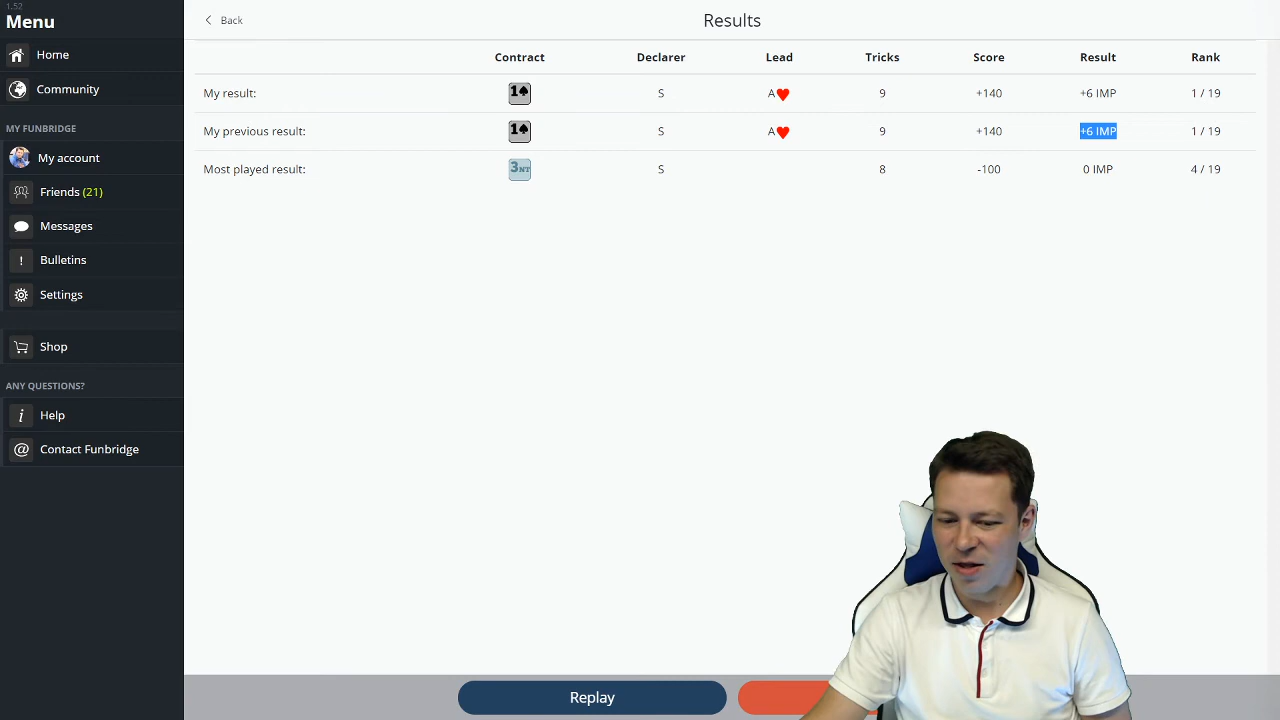 1.52
Menu
Home
Community
MY FUNBRIDGE
My account
Friends (21)
Messages
Bulletins
Settings
Shop
ANY QUESTIONS?
Help
Contact Funbridge
Back
Results
Contract Declarer Lead Tricks Score Result Rank
My result: 1♠ S A♥ 9 +140 +6 IMP 1 / 19
My previous result: 1♠ S A♥ 9 +140 +6 IMP 1 / 19
Most played result: 3NT S 8 -100 0 IMP 4 / 19
Replay